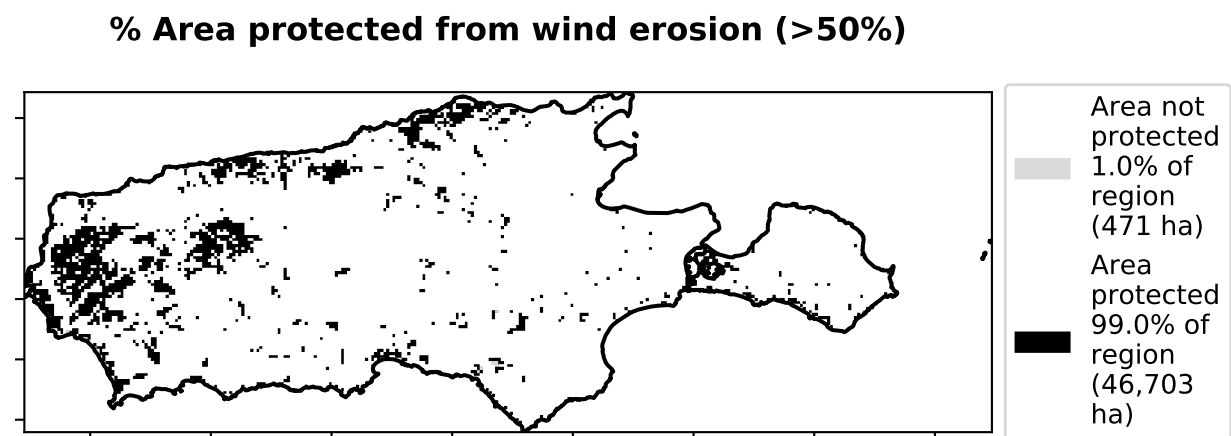 % Area protected from wind erosion (>50%)
Area not
protected
1.0% of
region
(471 ha)
Area
protected
99.0% of
region
(46,703
ha)